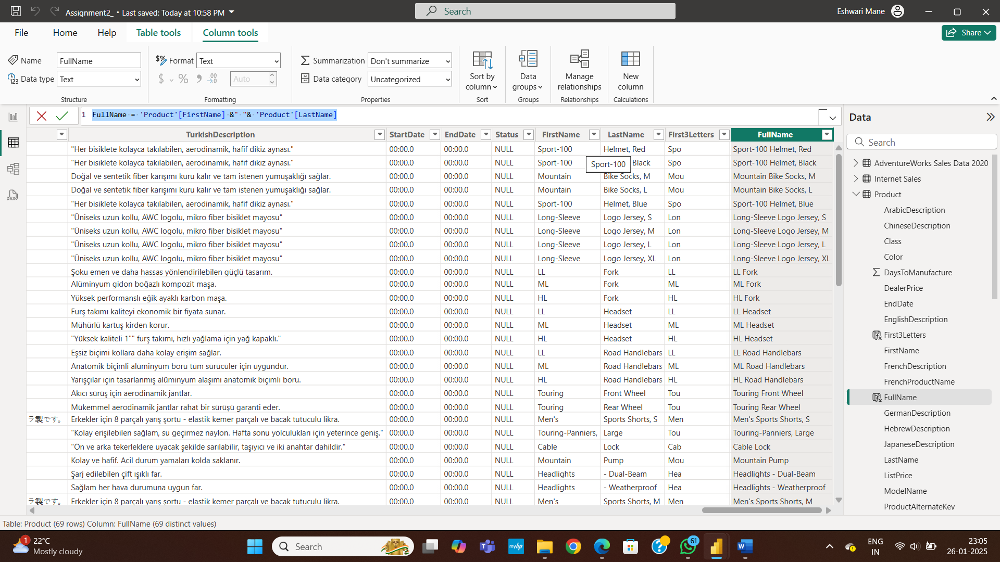 Assignment2_ • Last saved: Today at 10:58 PM
Search
Eshwari Mane
File
Home
Help
Table tools
Column tools
Share
Name
FullName
Data type
Text
Structure
Format
Text
$ % Auto
Formatting
Summarization
Don't summarize
Data category
Uncategorized
Properties
Sort by column
Sort
Data groups
Groups
Manage relationships
Relationships
New column
Calculations
1 FullName = 'Product'[FirstName] &" "& 'Product'[LastName]
TurkishDescription StartDate EndDate Status FirstName LastName First3Letters FullName
"Her bisiklete kolayca takılabilen, aerodinamik, hafif dikiz aynası." 00:00.0 00:00.0 NULL Sport-100 Helmet, Red Spo Sport-100 Helmet, Red
"Her bisiklete kolayca takılabilen, aerodinamik, hafif dikiz aynası." 00:00.0 00:00.0 NULL Sport-100 Black Spo Sport-100 Helmet, Black
Sport-100
Doğal ve sentetik fiber karışımı kuru kalır ve tam istenen yumuşaklığı sağlar. 00:00.0 00:00.0 NULL Mountain Bike Socks, M Mou Mountain Bike Socks, M
Doğal ve sentetik fiber karışımı kuru kalır ve tam istenen yumuşaklığı sağlar. 00:00.0 00:00.0 NULL Mountain Bike Socks, L Mou Mountain Bike Socks, L
"Her bisiklete kolayca takılabilen, aerodinamik, hafif dikiz aynası." 00:00.0 00:00.0 NULL Sport-100 Helmet, Blue Spo Sport-100 Helmet, Blue
"Üniseks uzun kollu, AWC logolu, mikro fiber bisiklet mayosu" 00:00.0 00:00.0 NULL Long-Sleeve Logo Jersey, S Lon Long-Sleeve Logo Jersey, S
"Üniseks uzun kollu, AWC logolu, mikro fiber bisiklet mayosu" 00:00.0 00:00.0 NULL Long-Sleeve Logo Jersey, M Lon Long-Sleeve Logo Jersey, M
"Üniseks uzun kollu, AWC logolu, mikro fiber bisiklet mayosu" 00:00.0 00:00.0 NULL Long-Sleeve Logo Jersey, L Lon Long-Sleeve Logo Jersey, L
"Üniseks uzun kollu, AWC logolu, mikro fiber bisiklet mayosu" 00:00.0 00:00.0 NULL Long-Sleeve Logo Jersey, XL Lon Long-Sleeve Logo Jersey, XL
Şoku emen ve daha hassas yönlendirilebilen güçlü tasarım. 00:00.0 00:00.0 NULL LL Fork LL LL Fork
Alüminyum gidon boğazlı kompozit maşa. 00:00.0 00:00.0 NULL ML Fork ML ML Fork
Yüksek performanslı eğik ayaklı karbon maşa. 00:00.0 00:00.0 NULL HL Fork HL HL Fork
Furş takımı kaliteyi ekonomik bir fiyata sunar. 00:00.0 00:00.0 NULL LL Headset LL LL Headset
Mühürlü kartuş kirden korur. 00:00.0 00:00.0 NULL ML Headset ML ML Headset
"Yüksek kaliteli 1"" furş takımı, hızlı yağlama için yağ kapaklı." 00:00.0 00:00.0 NULL HL Headset HL HL Headset
Eşsiz biçimi kollara daha kolay erişim sağlar. 00:00.0 00:00.0 NULL LL Road Handlebars LL LL Road Handlebars
Anatomik biçimli alüminyum boru tüm sürücüler için uygundur. 00:00.0 00:00.0 NULL ML Road Handlebars ML ML Road Handlebars
Yarışçılar için tasarlanmış alüminyum alaşımı anatomik biçimli boru. 00:00.0 00:00.0 NULL HL Road Handlebars HL HL Road Handlebars
Akıcı sürüş için aerodinamik jantlar. 00:00.0 00:00.0 NULL Touring Front Wheel Tou Touring Front Wheel
Mükemmel aerodinamik jantlar rahat bir sürüşü garanti eder. 00:00.0 00:00.0 NULL Touring Rear Wheel Tou Touring Rear Wheel
ラ製です。 Erkekler için 8 parçalı yarış şortu - elastik kemer parçalı ve bacak tutuculu likra. 00:00.0 00:00.0 NULL Men's Sports Shorts, S Men Men's Sports Shorts, S
"Kolay erişilebilen sağlam, su geçirmez naylon. Hafta sonu yolculukları için yeterince geniş." 00:00.0 00:00.0 NULL Touring-Panniers, Large Tou Touring-Panniers, Large
"Ön ve arka tekerleklere uyacak şekilde sarılabilir, taşıyıcı ve iki anahtar dahildir." 00:00.0 00:00.0 NULL Cable Lock Cab Cable Lock
Kolay ve hafif. Acil durum yamaları kolda saklanır. 00:00.0 00:00.0 NULL Mountain Pump Mou Mountain Pump
Şarj edilebilen çift ışıklı far. 00:00.0 00:00.0 NULL Headlights - Dual-Beam Hea Headlights - Dual-Beam
Sağlam her hava durumuna uygun far. 00:00.0 00:00.0 NULL Headlights - Weatherproof Hea Headlights - Weatherproof
ラ製です。 Erkekler için 8 parçalı yarış şortu - elastik kemer parçalı ve bacak tutuculu likra. 00:00.0 00:00.0 NULL Men's Sports Shorts, M Men Men's Sports Shorts, M
Data
Search
AdventureWorks Sales Data 2020
Internet Sales
Product
ArabicDescription
ChineseDescription
Class
Color
DaysToManufacture
DealerPrice
EndDate
EnglishDescription
First3Letters
FirstName
FrenchDescription
FrenchProductName
FullName
GermanDescription
HebrewDescription
JapaneseDescription
LastName
ListPrice
ModelName
ProductAlternateKey
Table: Product (69 rows) Column: FullName (69 distinct values)
1
22°C
Mostly cloudy
Search
myhp
61
ENG
IN
23:05
26-01-2025